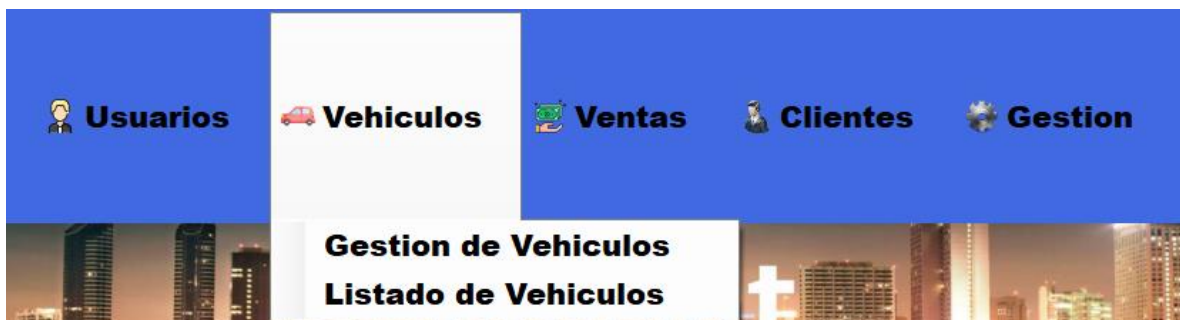 Usuarios Vehiculos Ventas Clientes Gestion
Gestion de Vehiculos
Listado de Vehiculos